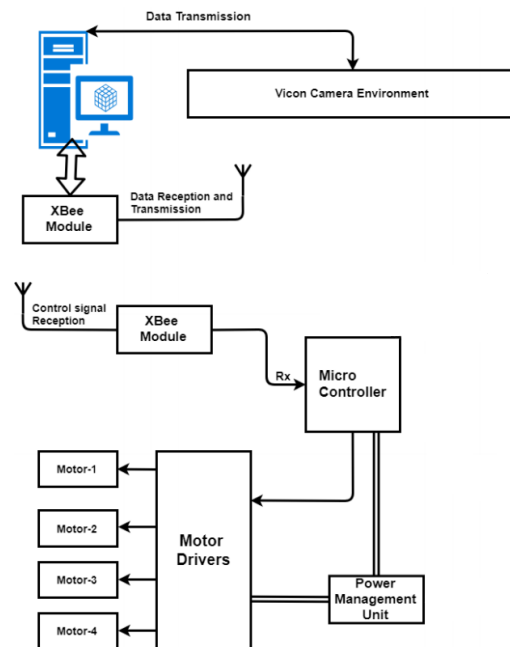 Data Transmission
Vicon Camera Environment
XBee
Module
Data Reception and
Transmission
Control signal
Reception
XBee
Module
Rx
Micro
Controller
Motor-1
Motor-2
Motor-3
Motor-4
Motor
Drivers
Power
Management
Unit